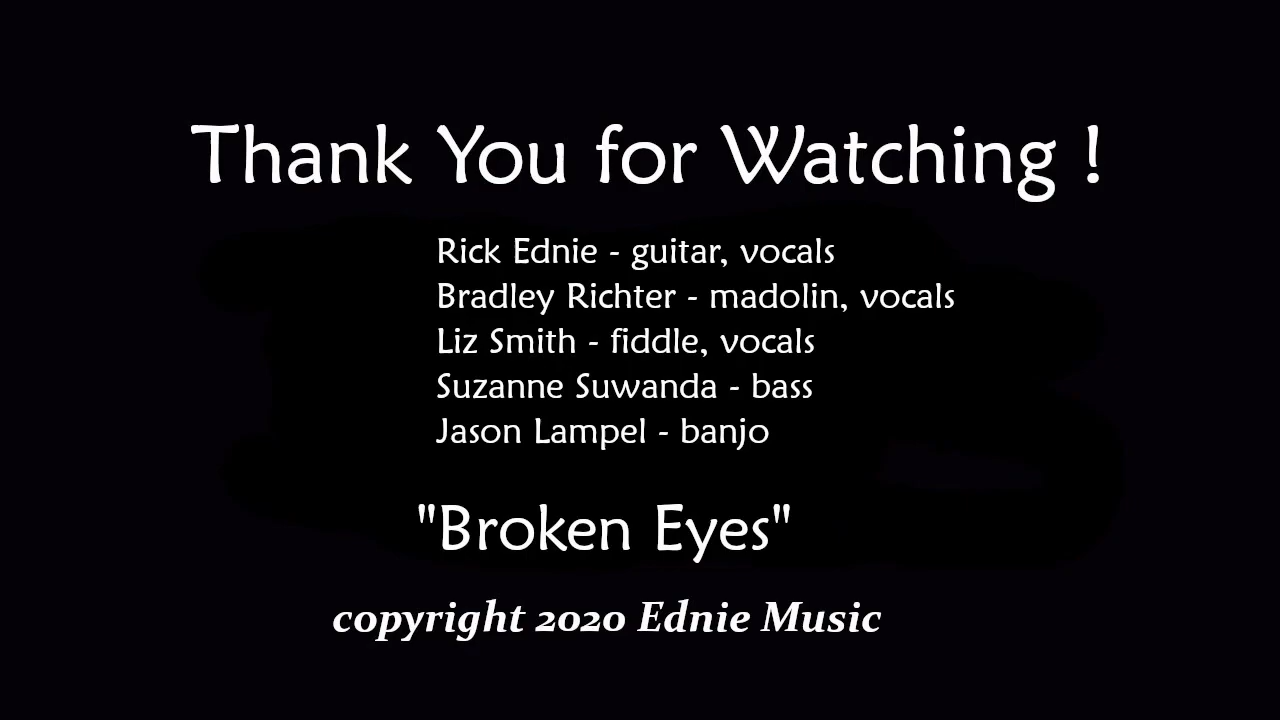 Thank You for Watching !
Rick Ednie - guitar, vocals
Bradley Richter - madolin, vocals
Liz Smith - fiddle, vocals
Suzanne Suwanda - bass
Jason Lampel - banjo
"Broken Eyes"
copyright 2020 Ednie Music